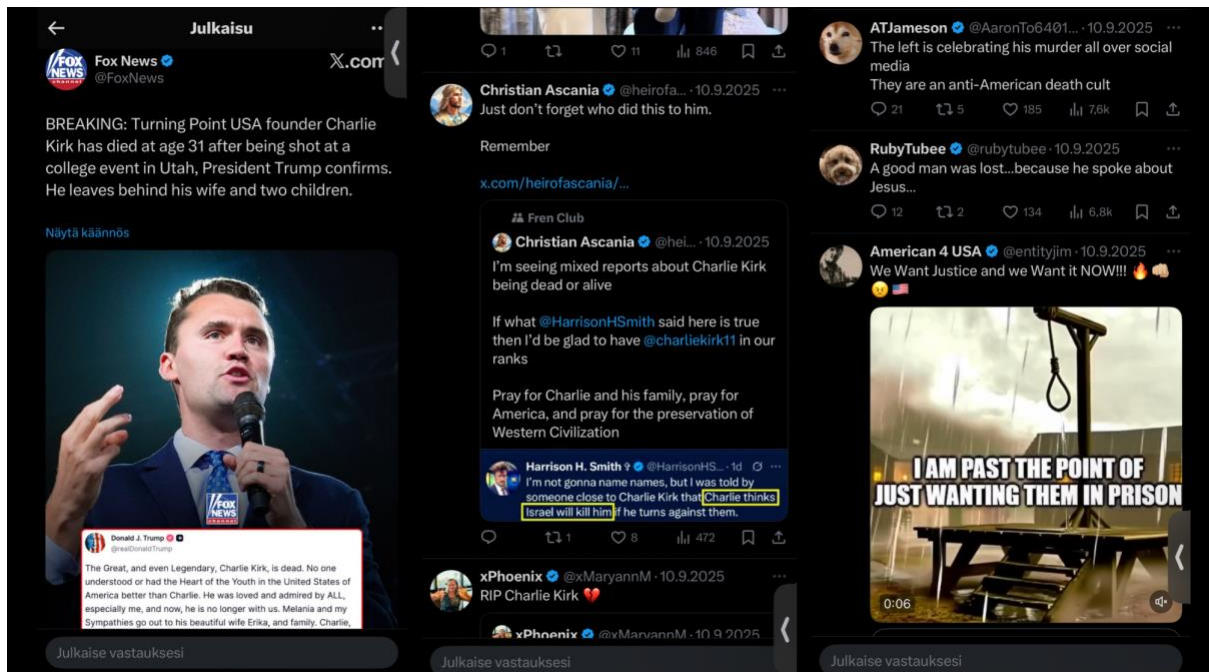 Julkaisu
Fox News
@FoxNews
X.com
BREAKING: Turning Point USA founder Charlie
Kirk has died at age 31 after being shot at a
college event in Utah, President Trump confirms.
He leaves behind his wife and two children.
Näytä käännös
FOX
NEWS
Donald J. Trump
@realDonaldTrump
The Great, and even Legendary, Charlie Kirk, is dead. No one
understood or had the Heart of the Youth in the United States of
America better than Charlie. He was loved and admired by ALL,
especially me, and now, he is no longer with us. Melania and my
Sympathies go out to his beautiful wife Erika, and family. Charlie,
Julkaise vastauksesi
1 11 846
Christian Ascania @heirofa... · 10.9.2025
Just don't forget who did this to him.
Remember
x.com/heirofascania/...
Fren Club
Christian Ascania @hei... · 10.9.2025
I'm seeing mixed reports about Charlie Kirk
being dead or alive
If what @HarrisonHSmith said here is true
then I'd be glad to have @charliekirk11 in our
ranks
Pray for Charlie and his family, pray for
America, and pray for the preservation of
Western Civilization
Harrison H. Smith @HarrisonHS... · 1d
I'm not gonna name names, but I was told by
someone close to Charlie Kirk that Charlie thinks
Israel will kill him if he turns against them.
1 8 472
xPhoenix @xMaryannM · 10.9.2025
RIP Charlie Kirk 💔
xPhoenix @xMaryannM · 10.9.2025
Julkaise vastauksesi
ATJameson @AaronTo6401... · 10.9.2025
The left is celebrating his murder all over social
media
They are an anti-American death cult
21 5 185 7,6k
RubyTubee @rubytubee · 10.9.2025
A good man was lost...because he spoke about
Jesus...
12 2 134 6,8k
American 4 USA @entityjim · 10.9.2025
We Want Justice and we Want it NOW!!! 🔥👊🏼
😠🇺🇸
I AM PAST THE POINT OF
JUST WANTING THEM IN PRISON
0:06
Julkaise vastauksesi